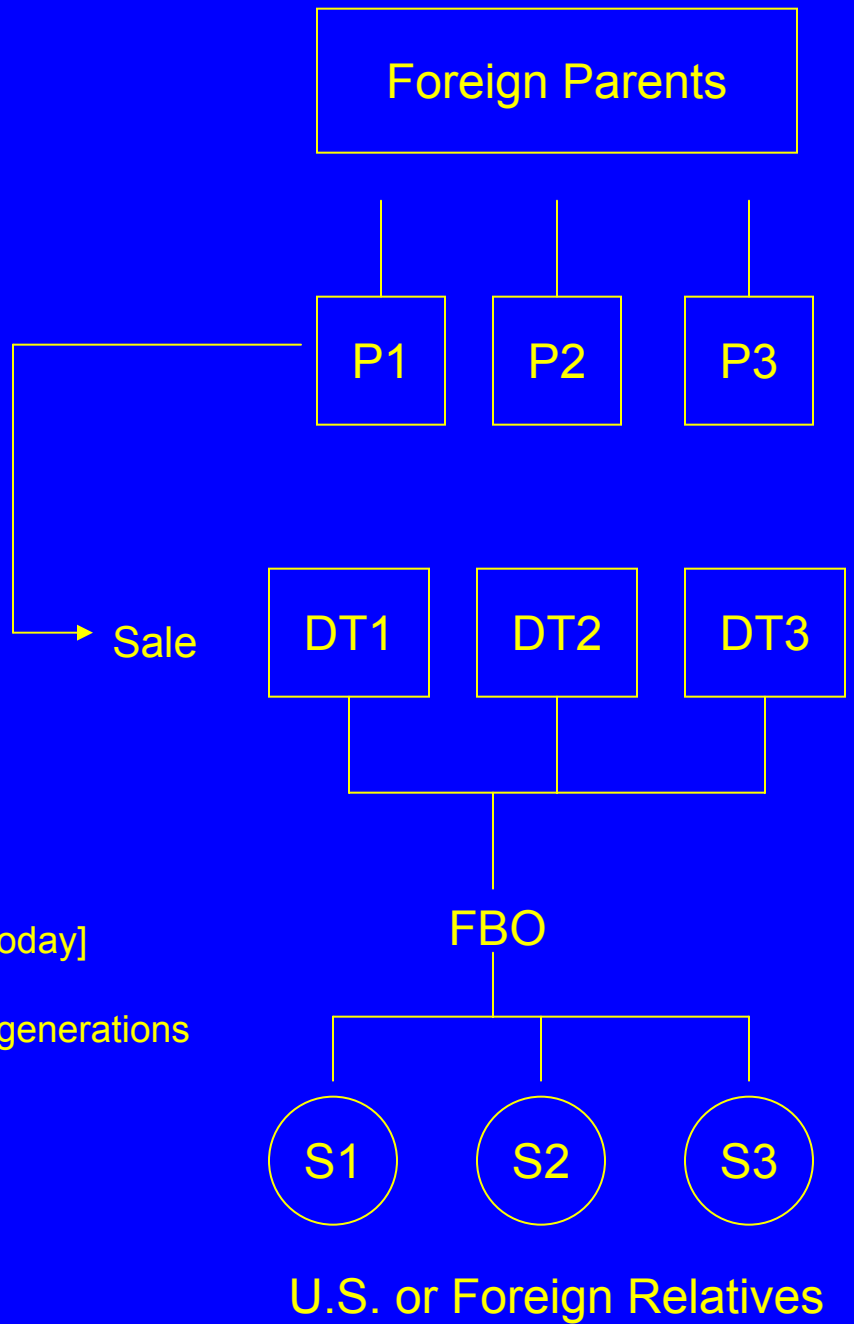 Foreign Parents
P1 P2 P3
Sale
DT1 DT2 DT3
FBO
oday]
generations
S1 S2 S3
U.S. or Foreign Relatives